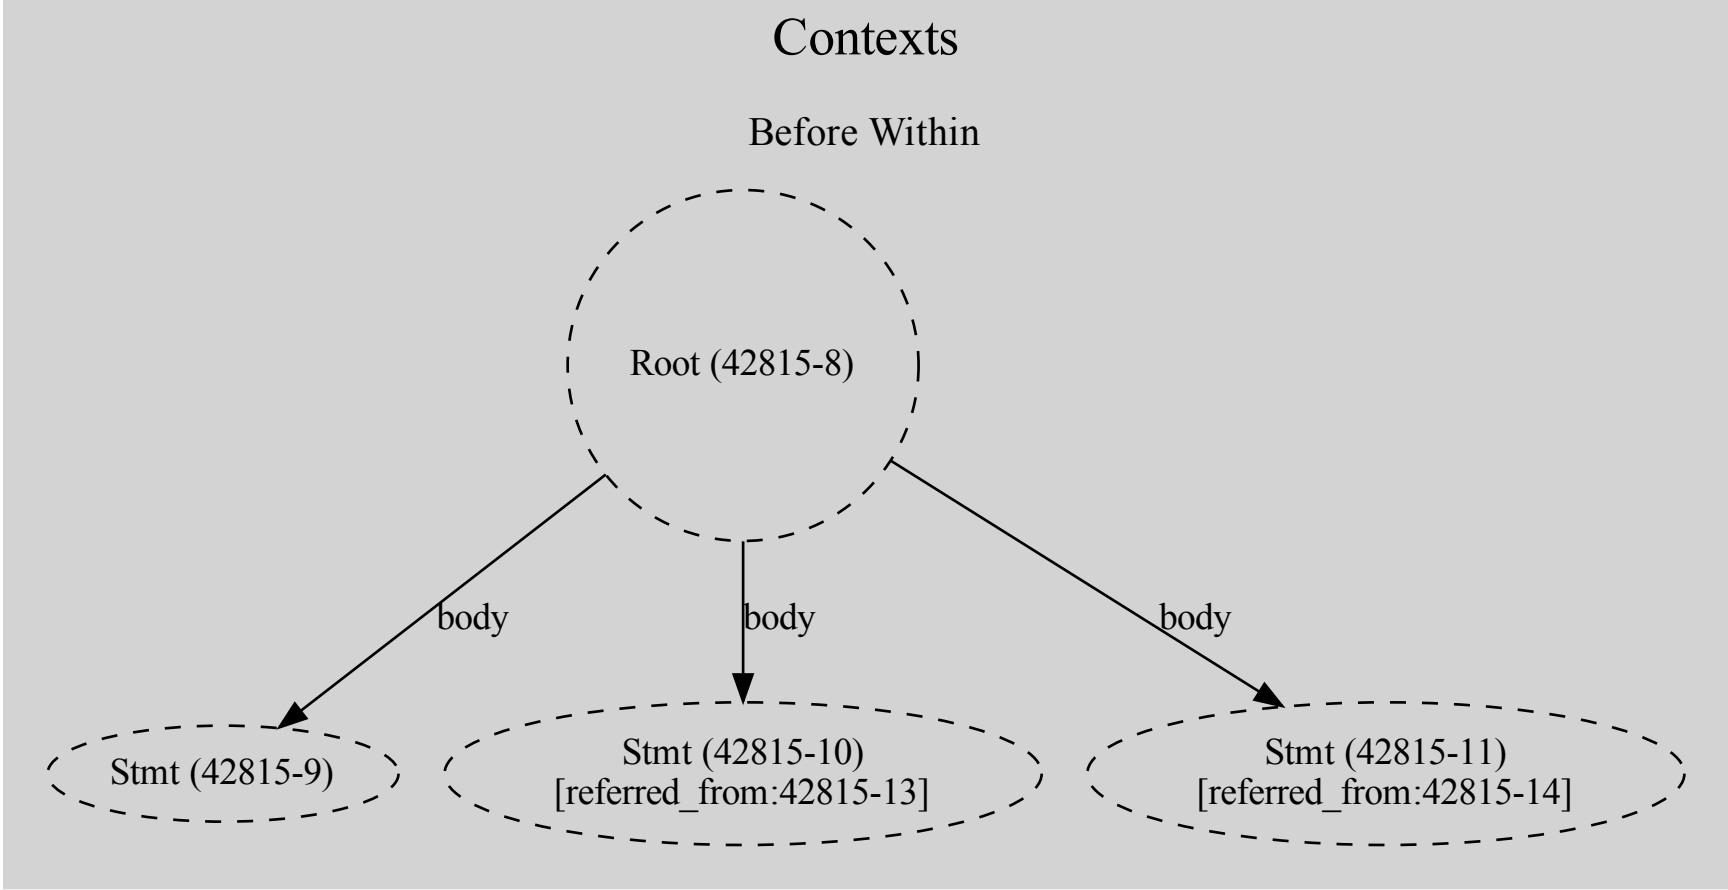 Contexts
Before Within
Root (42815-8)
body
body
body
Stmt (42815-9)
Stmt (42815-10)
[referred_from:42815-13]
Stmt (42815-11)
[referred_from:42815-14]